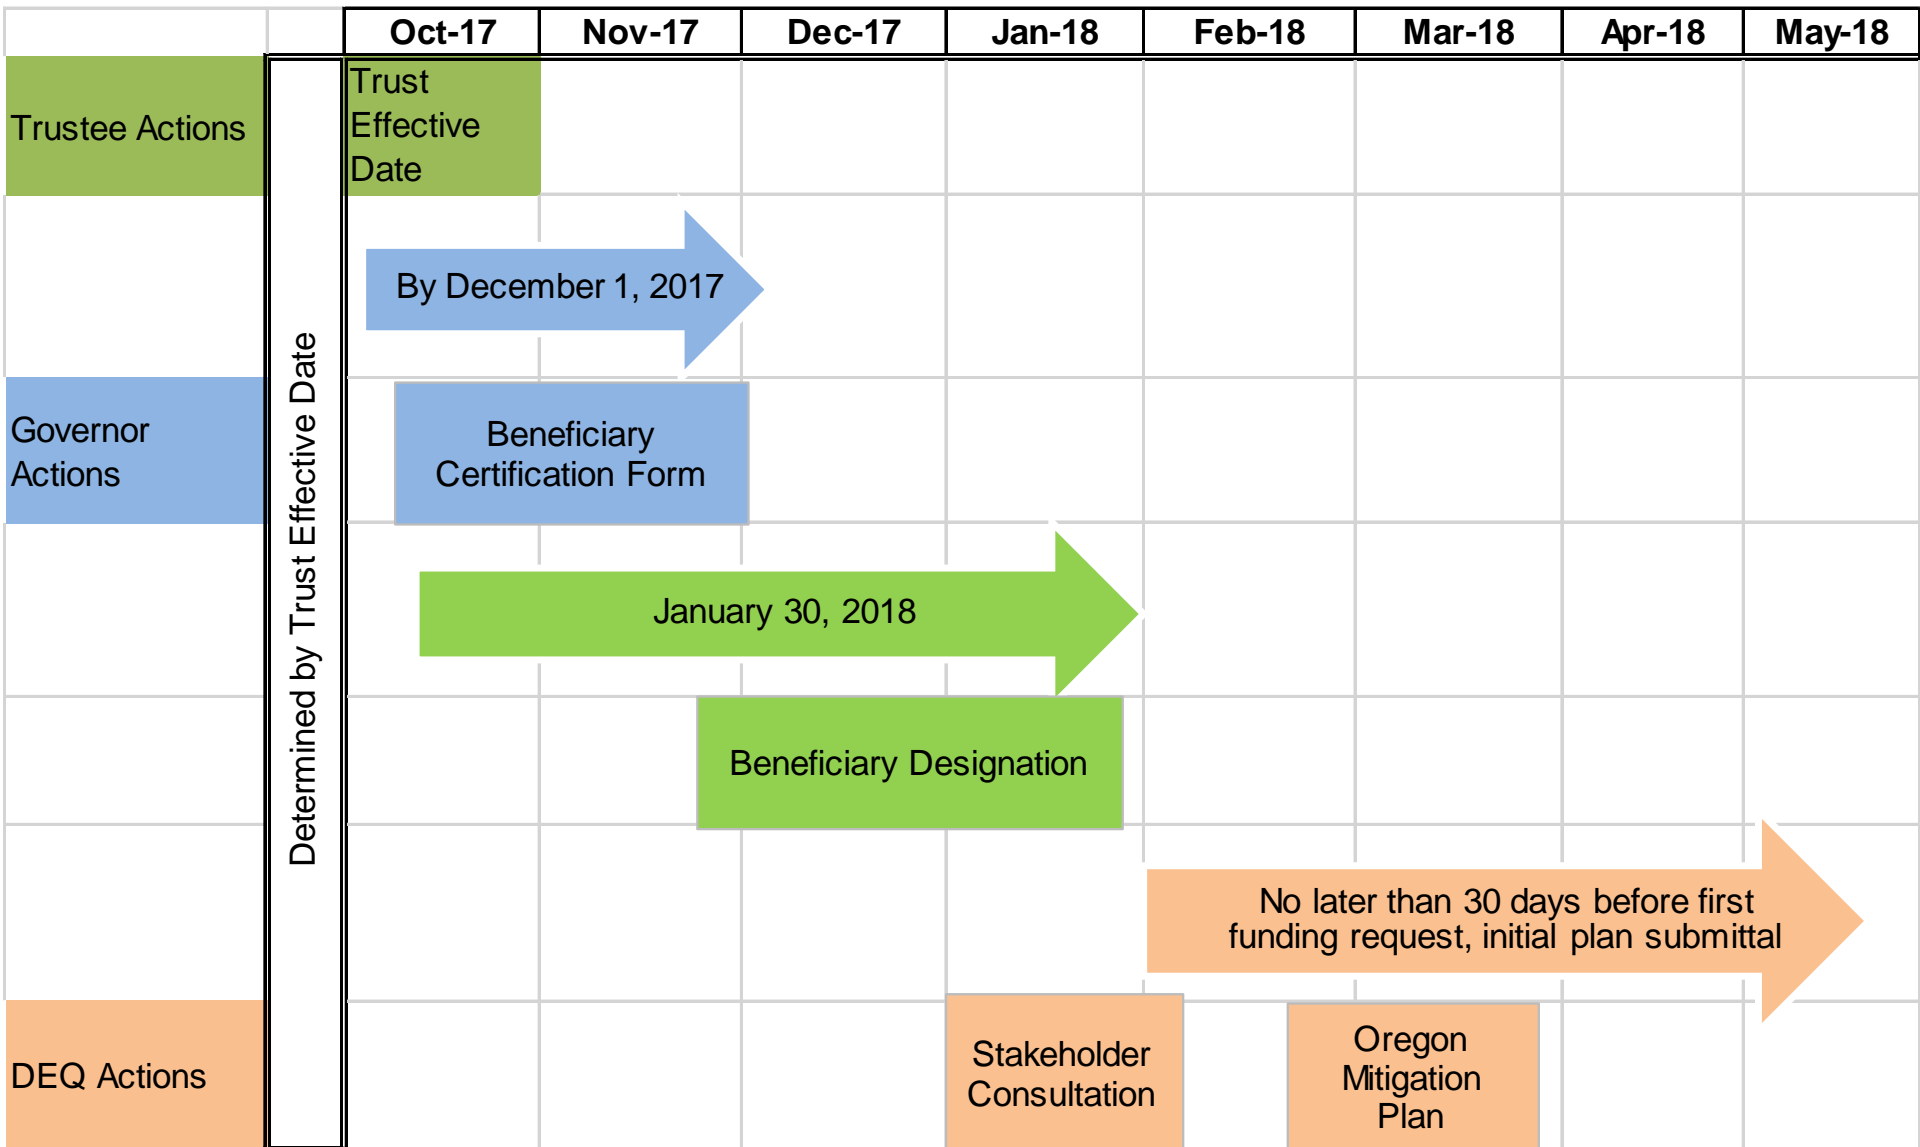 Oct-17 Nov-17 Dec-17 Jan-18 Feb-18 Mar-18 Apr-18 May-18
Trustee Actions
Trust
Effective
Date
Determined by Trust Effective Date
By December 1, 2017
Governor
Actions
Beneficiary
Certification Form
January 30, 2018
Beneficiary Designation
No later than 30 days before first
funding request, initial plan submittal
DEQ Actions
Stakeholder
Consultation
Oregon
Mitigation
Plan